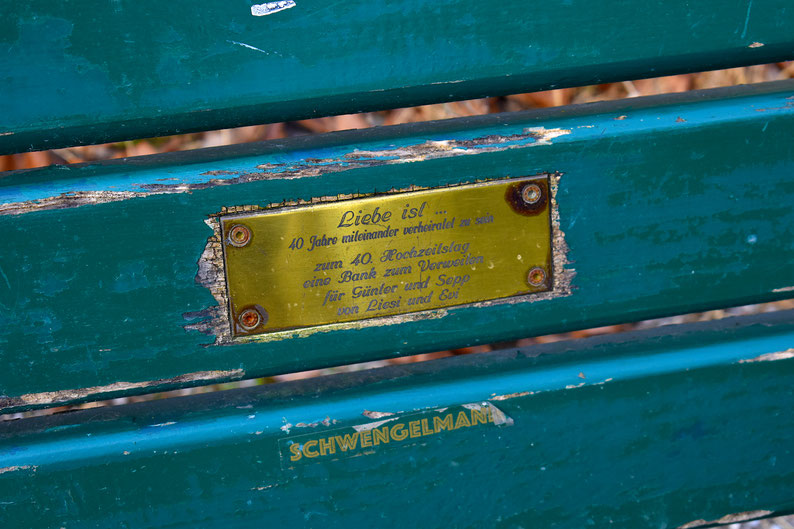 Liebe ist ...
40 Jahre miteinander verheiratet zu sein
zum 40. Hochzeitstag
eine Bank zum Verweilen
für Günter und Sepp
von Liesi und Evi
SCHWENGELMANN